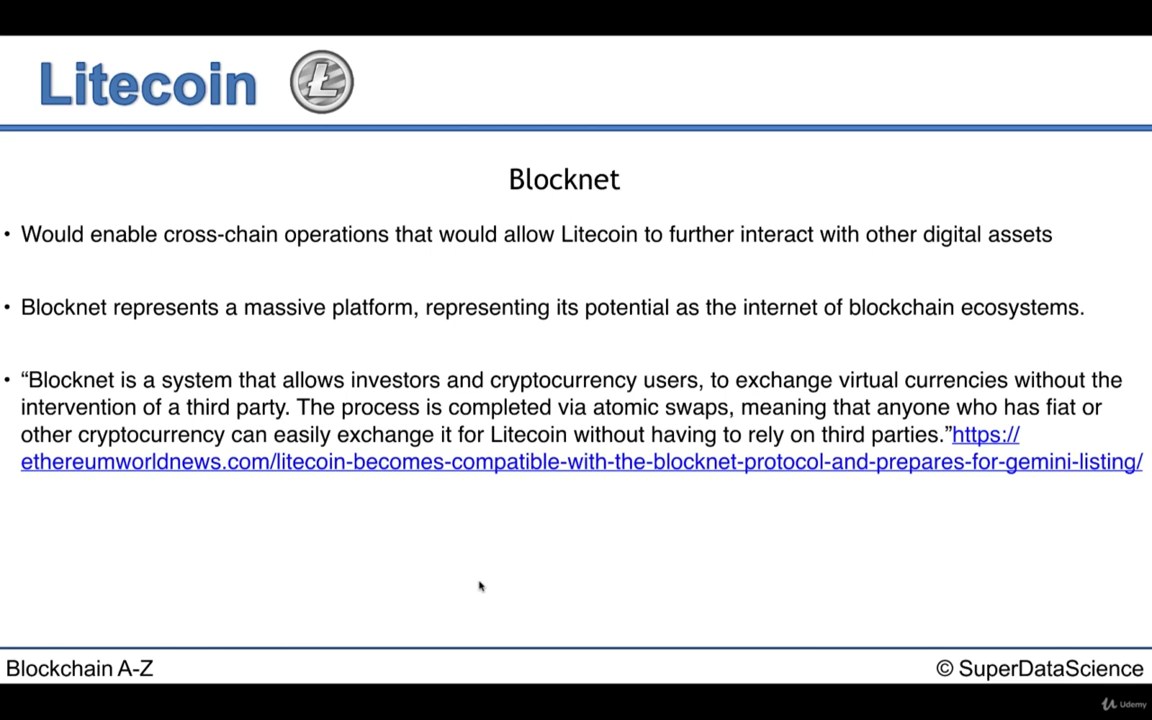 Litecoin
Blocknet
• Would enable cross-chain operations that would allow Litecoin to further interact with other digital assets
• Blocknet represents a massive platform, representing its potential as the internet of blockchain ecosystems.
• “Blocknet is a system that allows investors and cryptocurrency users, to exchange virtual currencies without the
intervention of a third party. The process is completed via atomic swaps, meaning that anyone who has fiat or
other cryptocurrency can easily exchange it for Litecoin without having to rely on third parties.”https://
ethereumworldnews.com/litecoin-becomes-compatible-with-the-blocknet-protocol-and-prepares-for-gemini-listing/
Blockchain A-Z
© SuperDataScience
Udemy